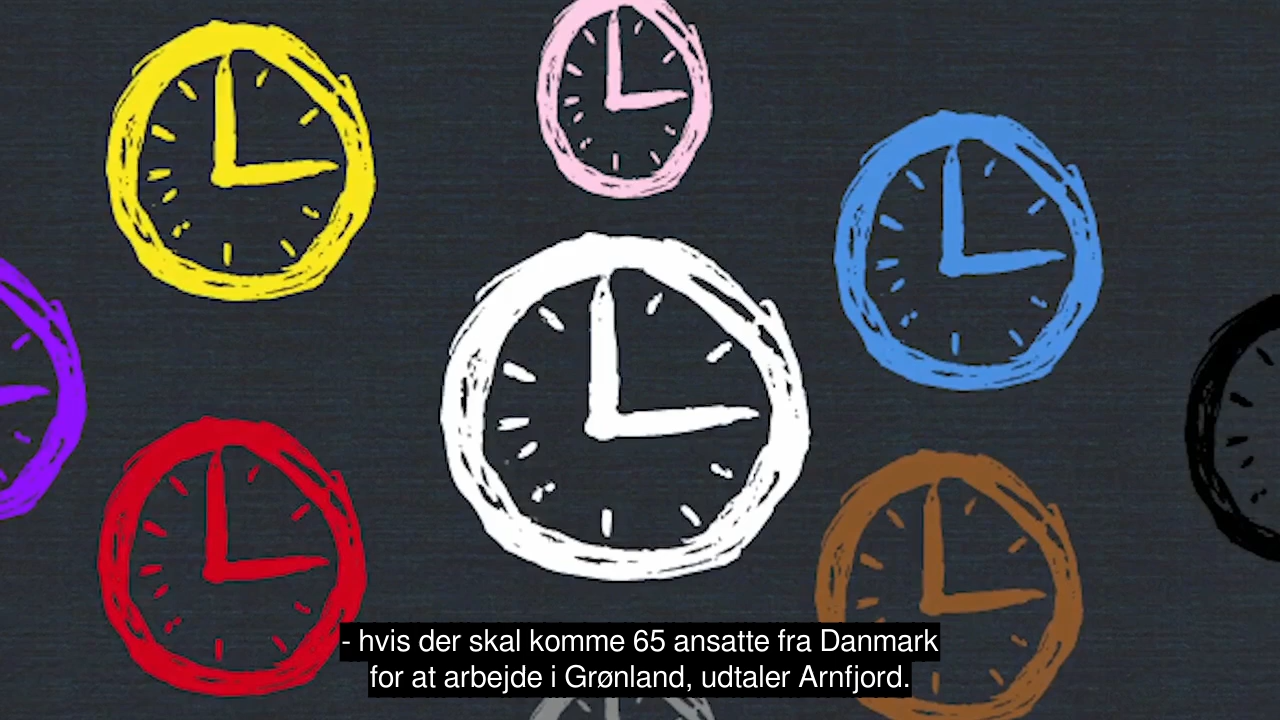 - hvis der skal komme 65 ansatte fra Danmark
for at arbejde i Grønland, udtaler Arnfjord.